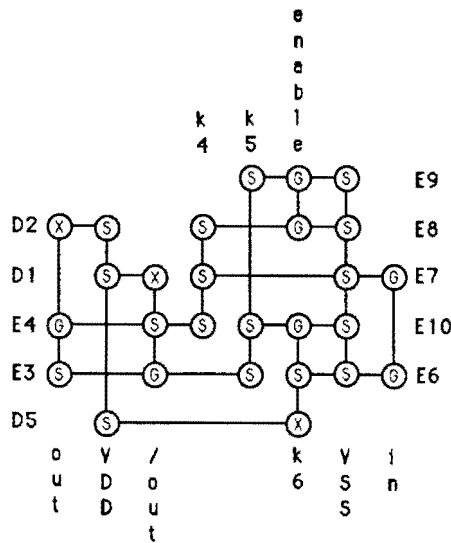 enable
k4 k5
S G S E9
D2 X S S G S E8
D1 S X S S G E7
E4 G S S S G S E10
E3 S G S S S G E6
D5 S X
out VDD /out k6 VSS in